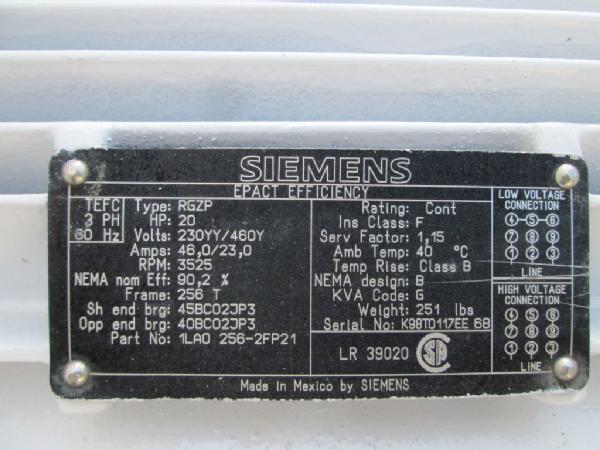 SIEMENS
EPACT EFFICIENCY
TEFC
3 PH
60 Hz
Type: RGZP
HP: 20
Volts: 230YY/460Y
Amps: 46,0/23,0
RPM: 3525
NEMA nom Eff: 90,2 %
Frame: 256 T
Sh end brg: 45BC02JP3
Opp end brg: 40BC02JP3
Part No: 1LA0 256-2FP21
Rating: Cont
Ins Class: F
Serv Factor: 1,15
Amb Temp: 40 °C
Temp Rise: Class B
NEMA design: B
KVA Code: G
Weight: 251 lbs
Serial No: K98T0117EE 68
LR 39020 SA
LOW VOLTAGE
CONNECTION
4-5-6
7 8 9
1 2 3
LINE
HIGH VOLTAGE
CONNECTION
4 5 6
7 8 9
1 2 3
LINE
Made in Mexico by SIEMENS